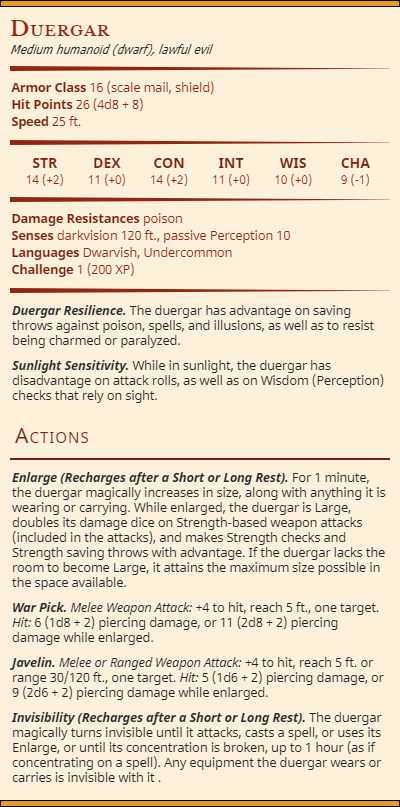 Duergar
Medium humanoid (dwarf), lawful evil
Armor Class 16 (scale mail, shield)
Hit Points 26 (4d8 + 8)
Speed 25 ft.
STR DEX CON INT WIS CHA
14 (+2) 11 (+0) 14 (+2) 11 (+0) 10 (+0) 9 (-1)
Damage Resistances poison
Senses darkvision 120 ft., passive Perception 10
Languages Dwarvish, Undercommon
Challenge 1 (200 XP)
Duergar Resilience. The duergar has advantage on saving
throws against poison, spells, and illusions, as well as to resist
being charmed or paralyzed.
Sunlight Sensitivity. While in sunlight, the duergar has
disadvantage on attack rolls, as well as on Wisdom (Perception)
checks that rely on sight.
Actions
Enlarge (Recharges after a Short or Long Rest). For 1 minute,
the duergar magically increases in size, along with anything it is
wearing or carrying. While enlarged, the duergar is Large,
doubles its damage dice on Strength-based weapon attacks
(included in the attacks), and makes Strength checks and
Strength saving throws with advantage. If the duergar lacks the
room to become Large, it attains the maximum size possible in
the space available.
War Pick. Melee Weapon Attack: +4 to hit, reach 5 ft., one target.
Hit: 6 (1d8 + 2) piercing damage, or 11 (2d8 + 2) piercing
damage while enlarged.
Javelin. Melee or Ranged Weapon Attack: +4 to hit, reach 5 ft. or
range 30/120 ft., one target. Hit: 5 (1d6 + 2) piercing damage, or
9 (2d6 + 2) piercing damage while enlarged.
Invisibility (Recharges after a Short or Long Rest). The duergar
magically turns invisible until it attacks, casts a spell, or uses its
Enlarge, or until its concentration is broken, up to 1 hour (as if
concentrating on a spell). Any equipment the duergar wears or
carries is invisible with it .